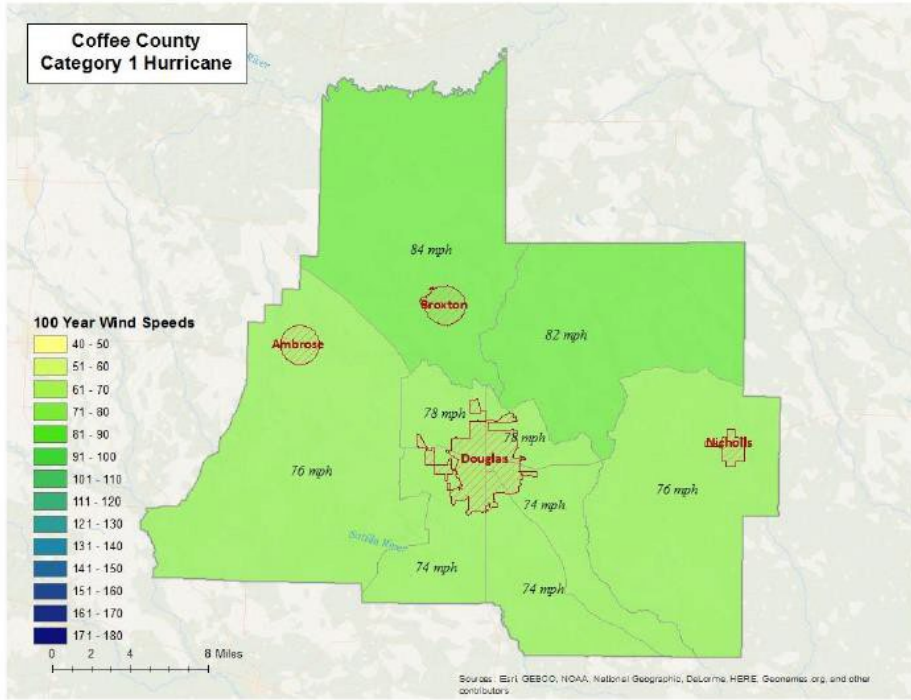 Coffee County
Category 1 Hurricane
River
84 mph
Broxton
82 mph
100 Year Wind Speeds
40 - 50
51 - 60
61 - 70
71 - 80
81 - 90
91 - 100
101 - 110
111 - 120
121 - 130
131 - 140
141 - 150
151 - 160
161 - 170
171 - 180
0 2 4 8 Miles
Ambrose
78 mph
78 mph
Nicholls
Douglas
76 mph
76 mph
74 mph
Satilla River
74 mph
74 mph
Sources: Esri, GEBCO, NOAA, National Geographic, DeLorme, HERE, Geonames.org, and other
contributors